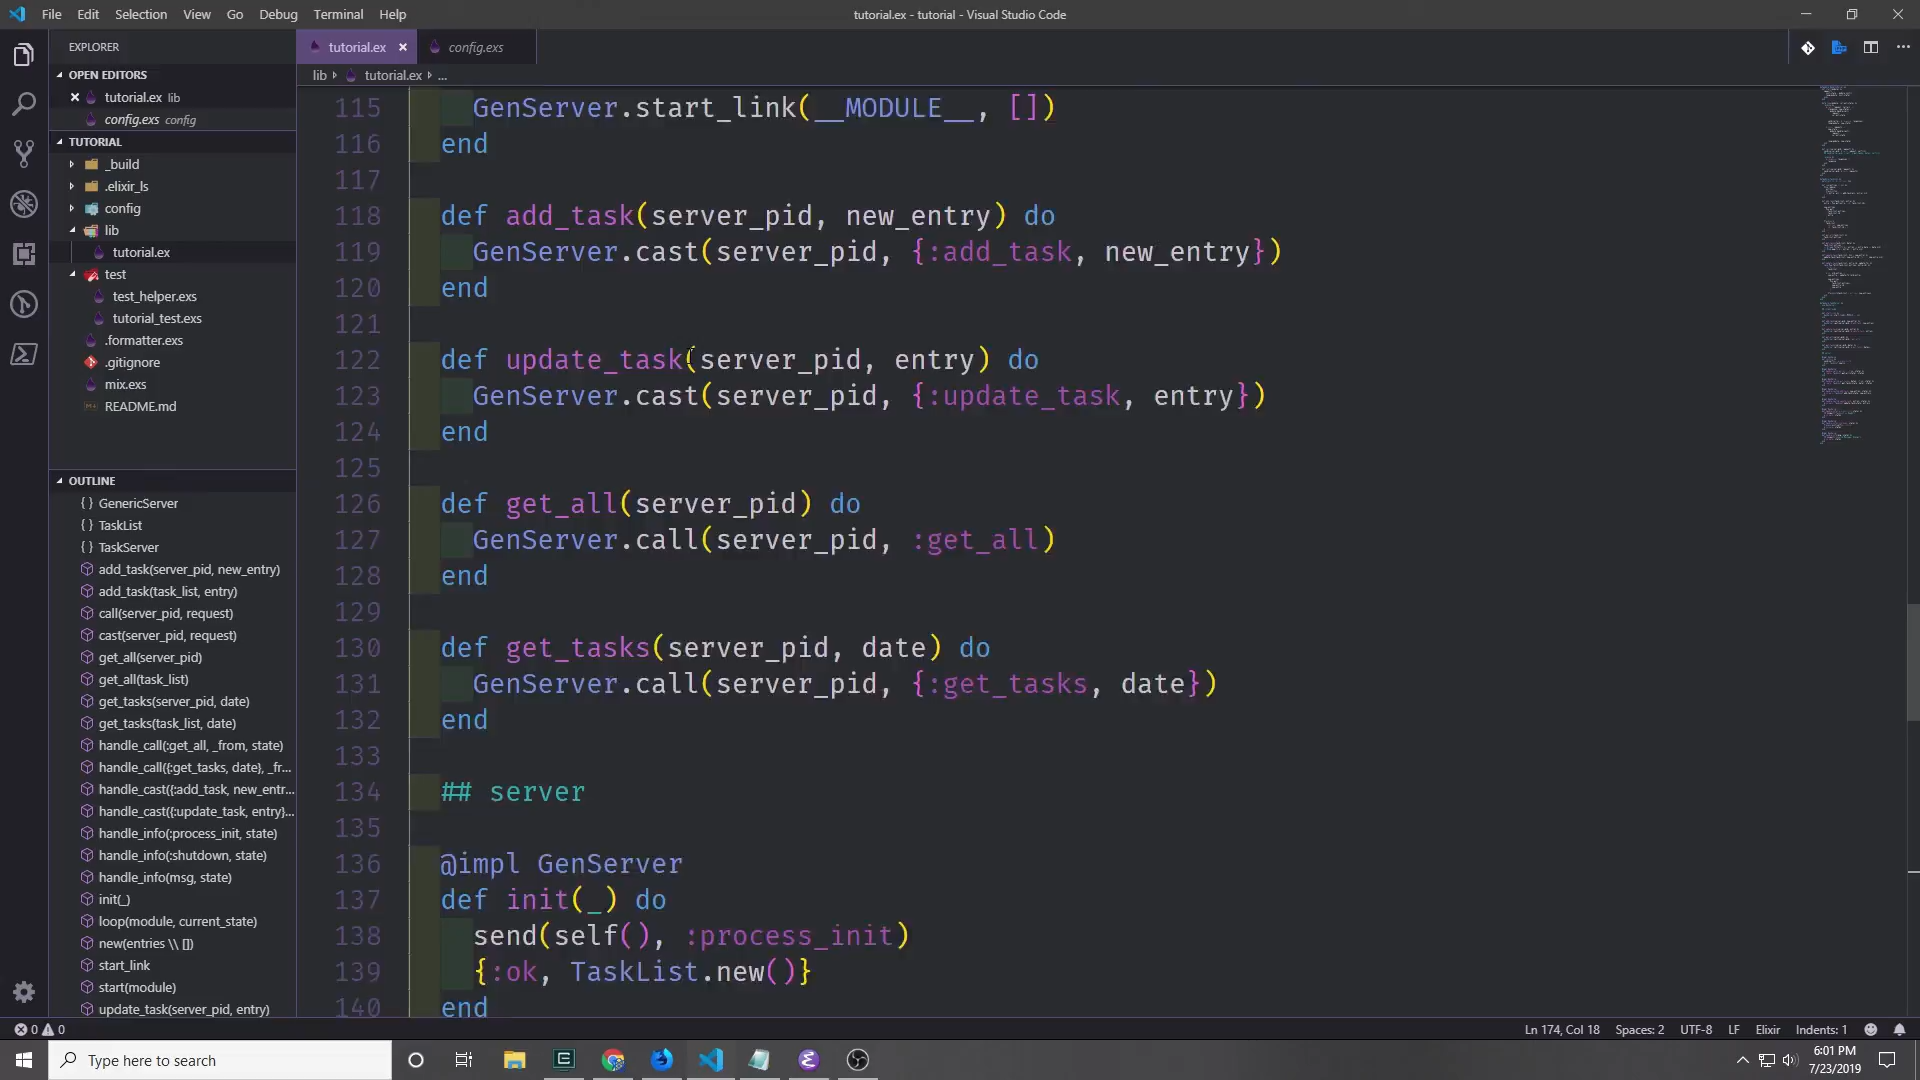 File Edit Selection View Go Debug Terminal Help
tutorial.ex - tutorial - Visual Studio Code
EXPLORER
OPEN EDITORS
tutorial.ex lib
config.exs config
TUTORIAL
_build
.elixir_ls
config
lib
tutorial.ex
test
test_helper.exs
tutorial_test.exs
.formatter.exs
.gitignore
mix.exs
README.md
OUTLINE
{ } GenericServer
{ } TaskList
{ } TaskServer
add_task(server_pid, new_entry)
add_task(task_list, entry)
call(server_pid, request)
cast(server_pid, request)
get_all(server_pid)
get_all(task_list)
get_tasks(server_pid, date)
get_tasks(task_list, date)
handle_call(:get_all, _from, state)
handle_call({:get_tasks, date}, _fr...
handle_cast({:add_task, new_entr...
handle_cast({:update_task, entry}...
handle_info(:process_init, state)
handle_info(:shutdown, state)
handle_info(msg, state)
init(_)
loop(module, current_state)
new(entries \\ [])
start_link
start(module)
update_task(server_pid, entry)
tutorial.ex
config.exs
lib tutorial.ex ...
115 GenServer.start_link(__MODULE__, [])
116 end
117
118 def add_task(server_pid, new_entry) do
119 GenServer.cast(server_pid, {:add_task, new_entry})
120 end
121
122 def update_task(server_pid, entry) do
123 GenServer.cast(server_pid, {:update_task, entry})
124 end
125
126 def get_all(server_pid) do
127 GenServer.call(server_pid, :get_all)
128 end
129
130 def get_tasks(server_pid, date) do
131 GenServer.call(server_pid, {:get_tasks, date})
132 end
133
134 ## server
135
136 @impl GenServer
137 def init(_) do
138 send(self(), :process_init)
139 {:ok, TaskList.new()}
140 end
0 0
Ln 174, Col 18 Spaces: 2 UTF-8 LF Elixir Indents: 1
Type here to search
6:01 PM
7/23/2019